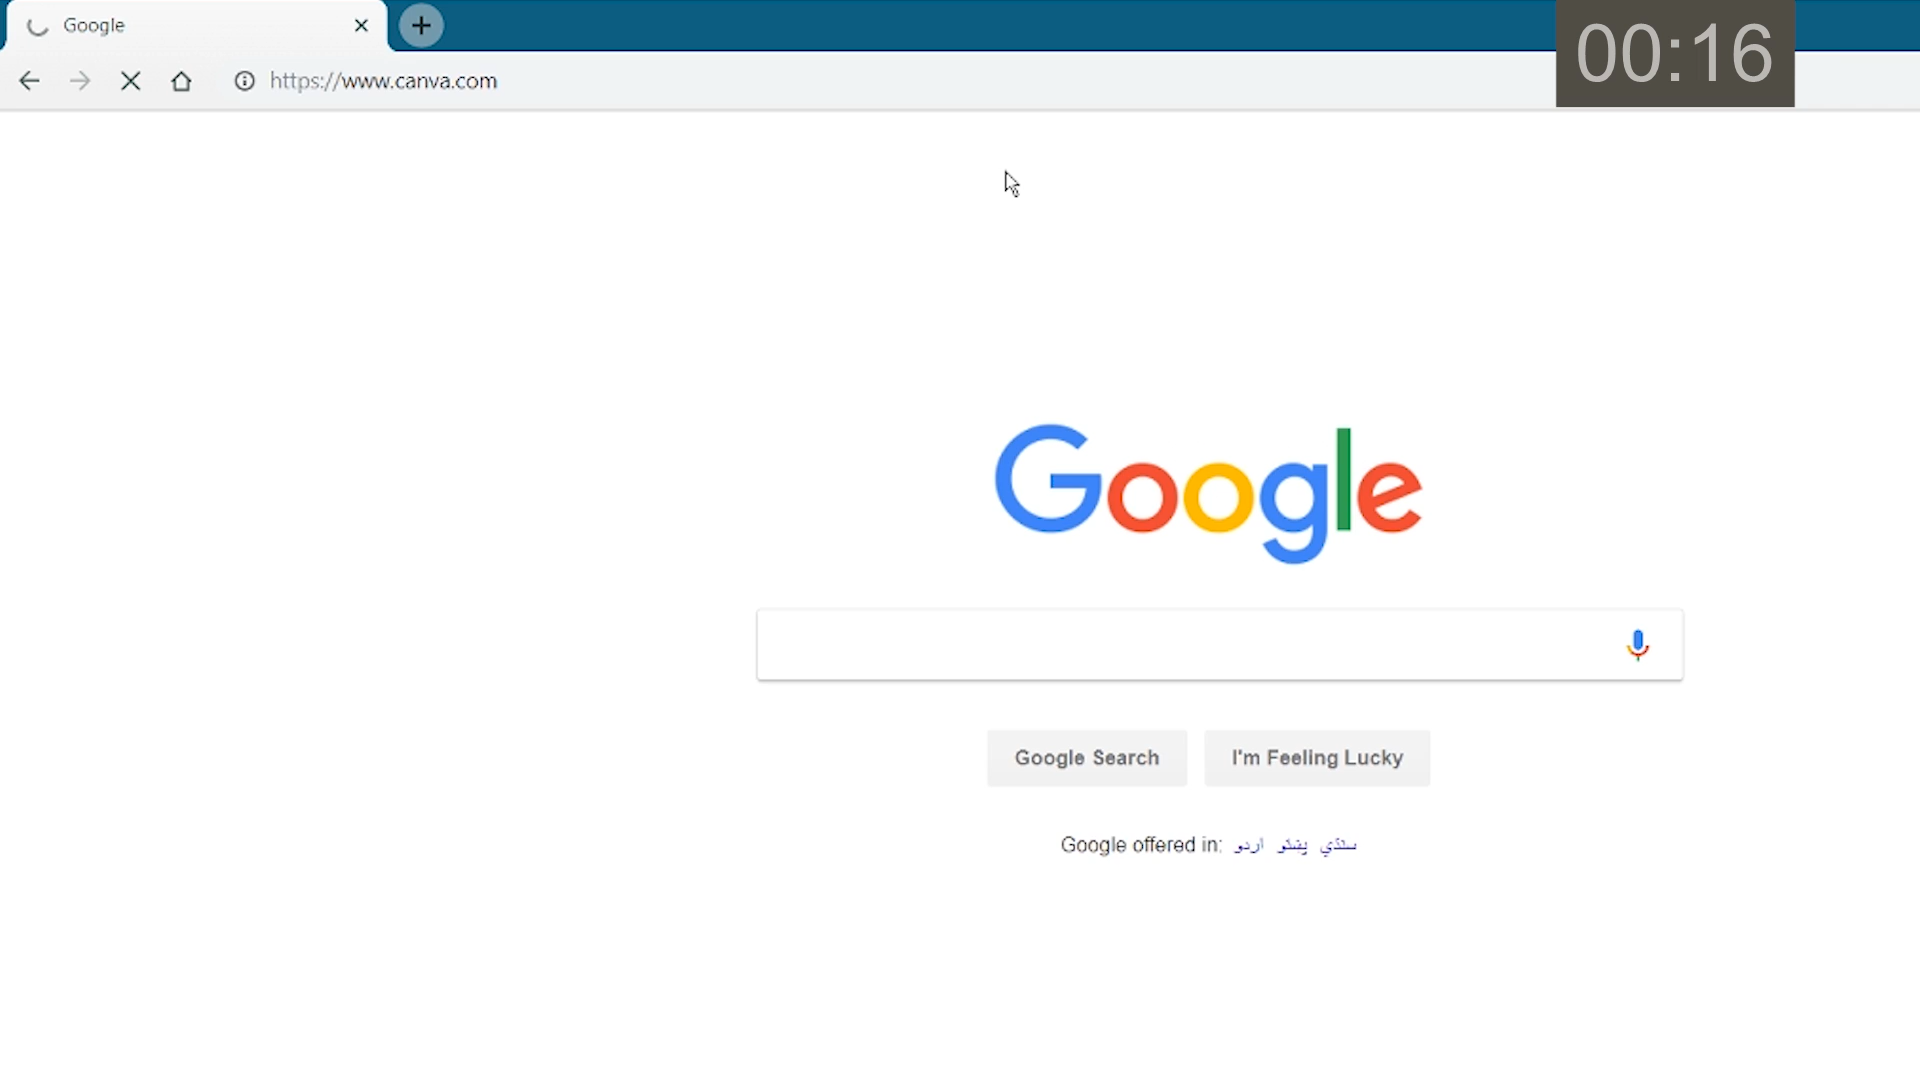 Google
00:16
https://www.canva.com
Google
Google Search
I'm Feeling Lucky
Google offered in: اردو پښتو سنڌي